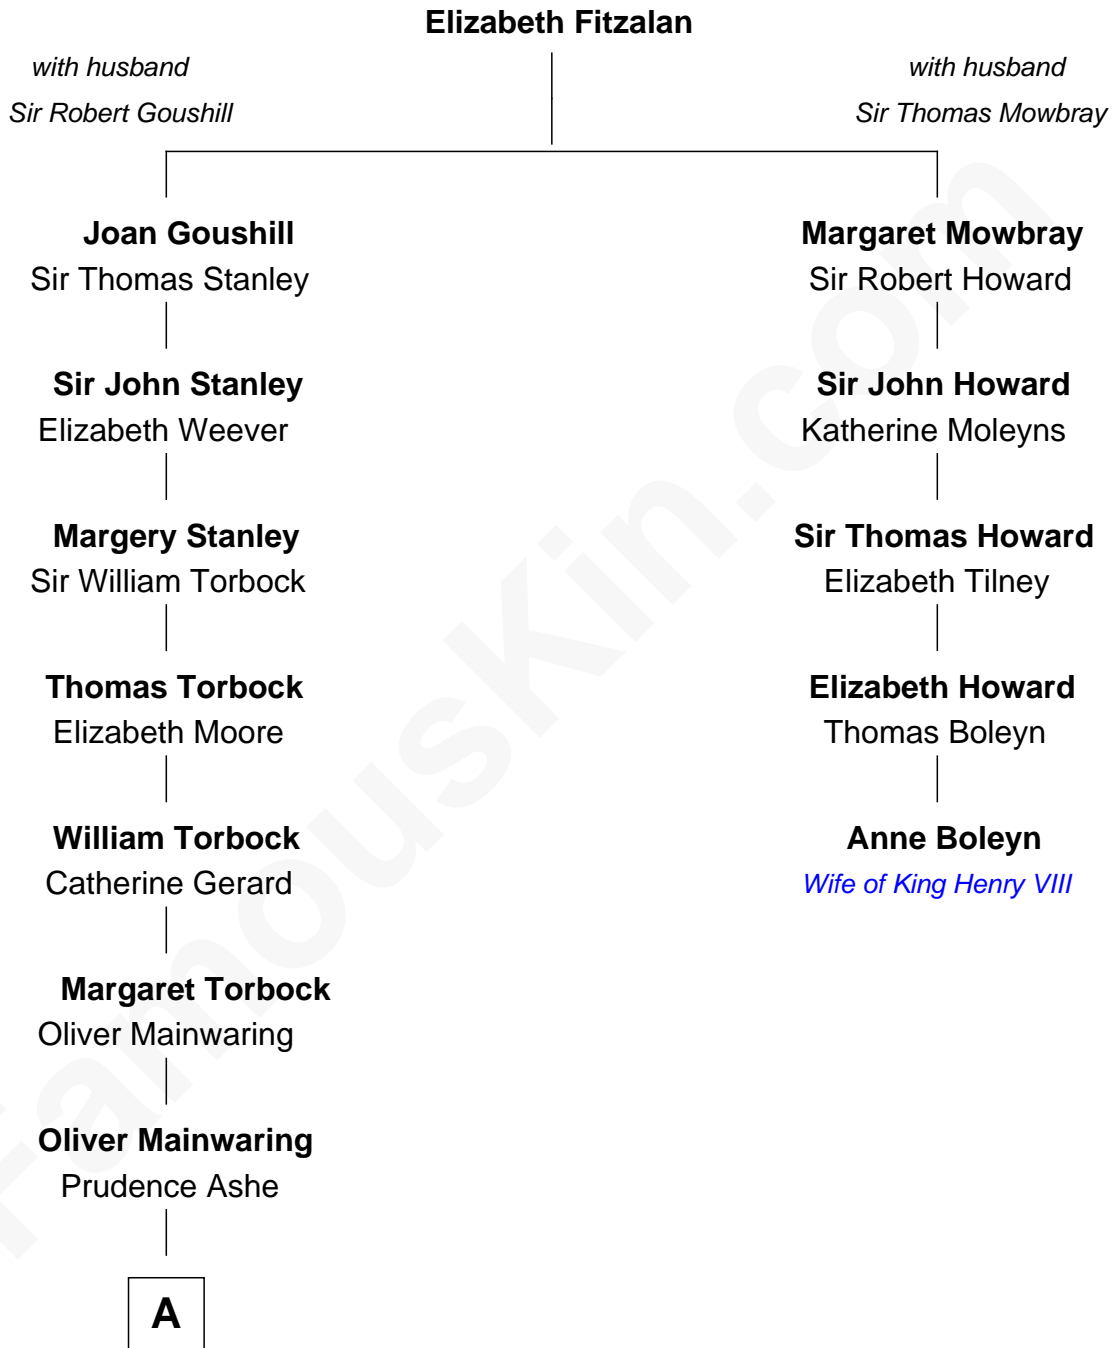 Elizabeth Fitzalan
with husband
Sir Robert Goushill
with husband
Sir Thomas Mowbray
Joan Goushill
Sir Thomas Stanley
Margaret Mowbray
Sir Robert Howard
Sir John Stanley
Elizabeth Weever
Sir John Howard
Katherine Moleyns
Margery Stanley
Sir William Torbock
Sir Thomas Howard
Elizabeth Tilney
Thomas Torbock
Elizabeth Moore
Elizabeth Howard
Thomas Boleyn
William Torbock
Catherine Gerard
Anne Boleyn
Wife of King Henry VIII
Margaret Torbock
Oliver Mainwaring
Oliver Mainwaring
Prudence Ashe
A
FamousKin.com